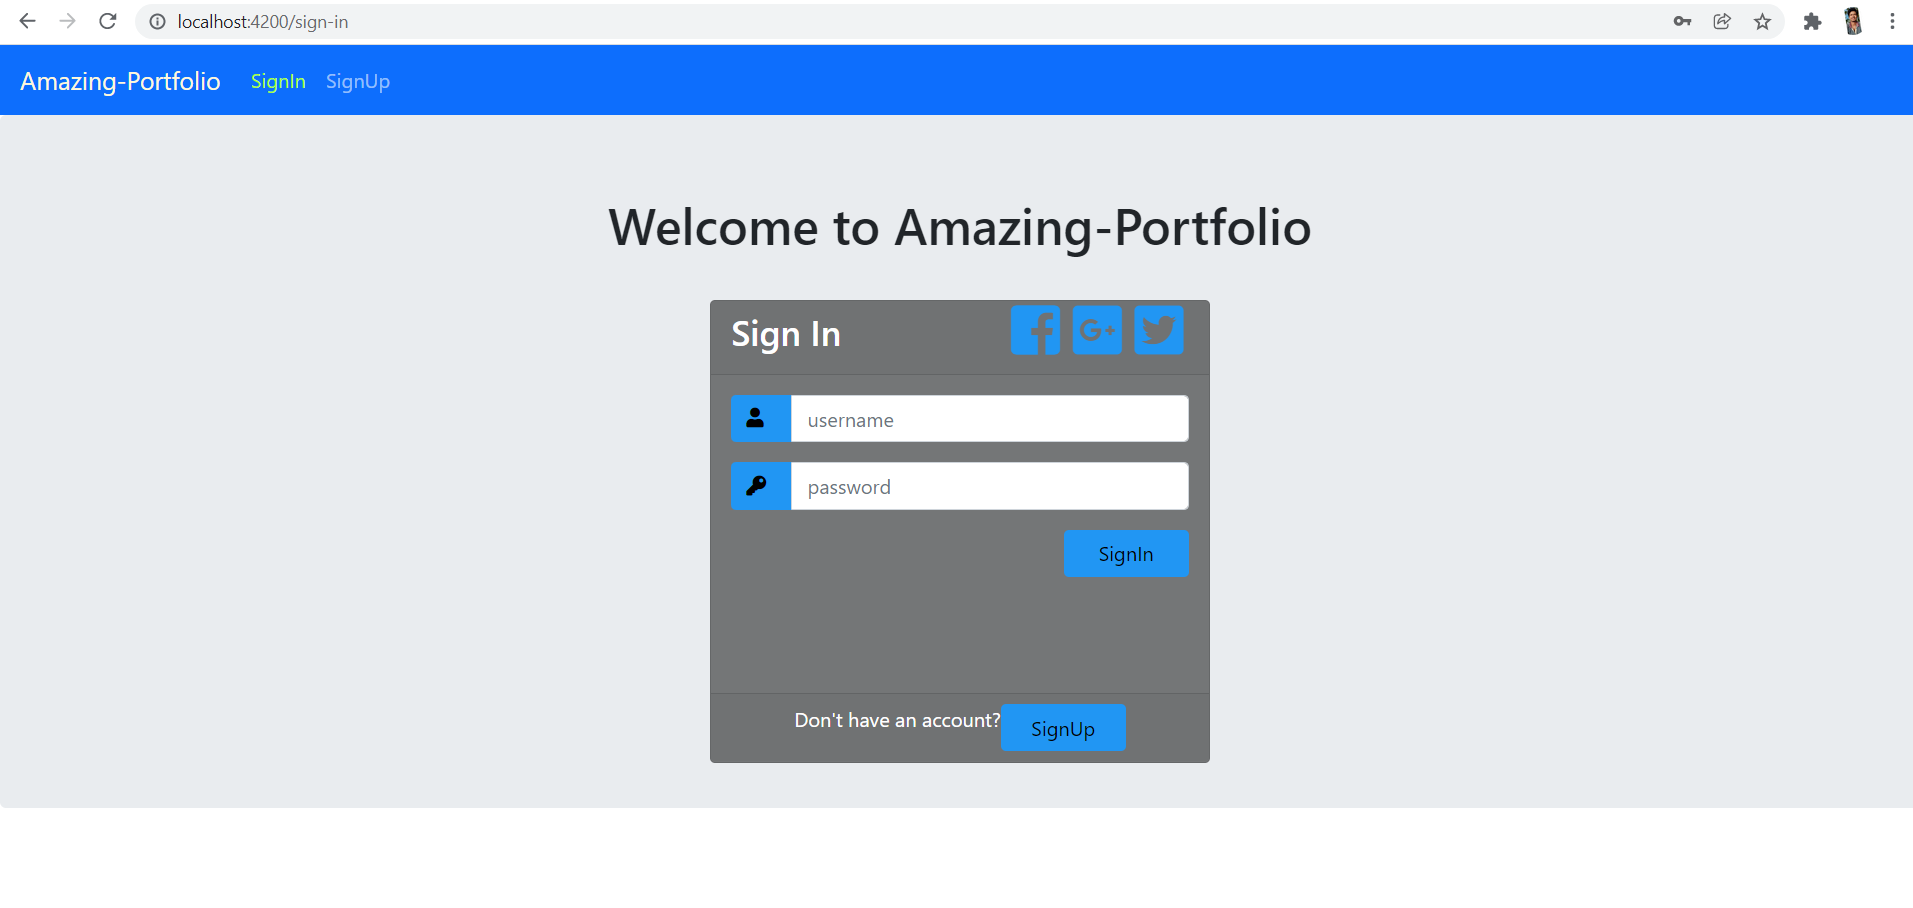 localhost:4200/sign-in
Amazing-Portfolio SignIn SignUp
Welcome to Amazing-Portfolio
Sign In
G+
username
password
SignIn
Don't have an account? SignUp